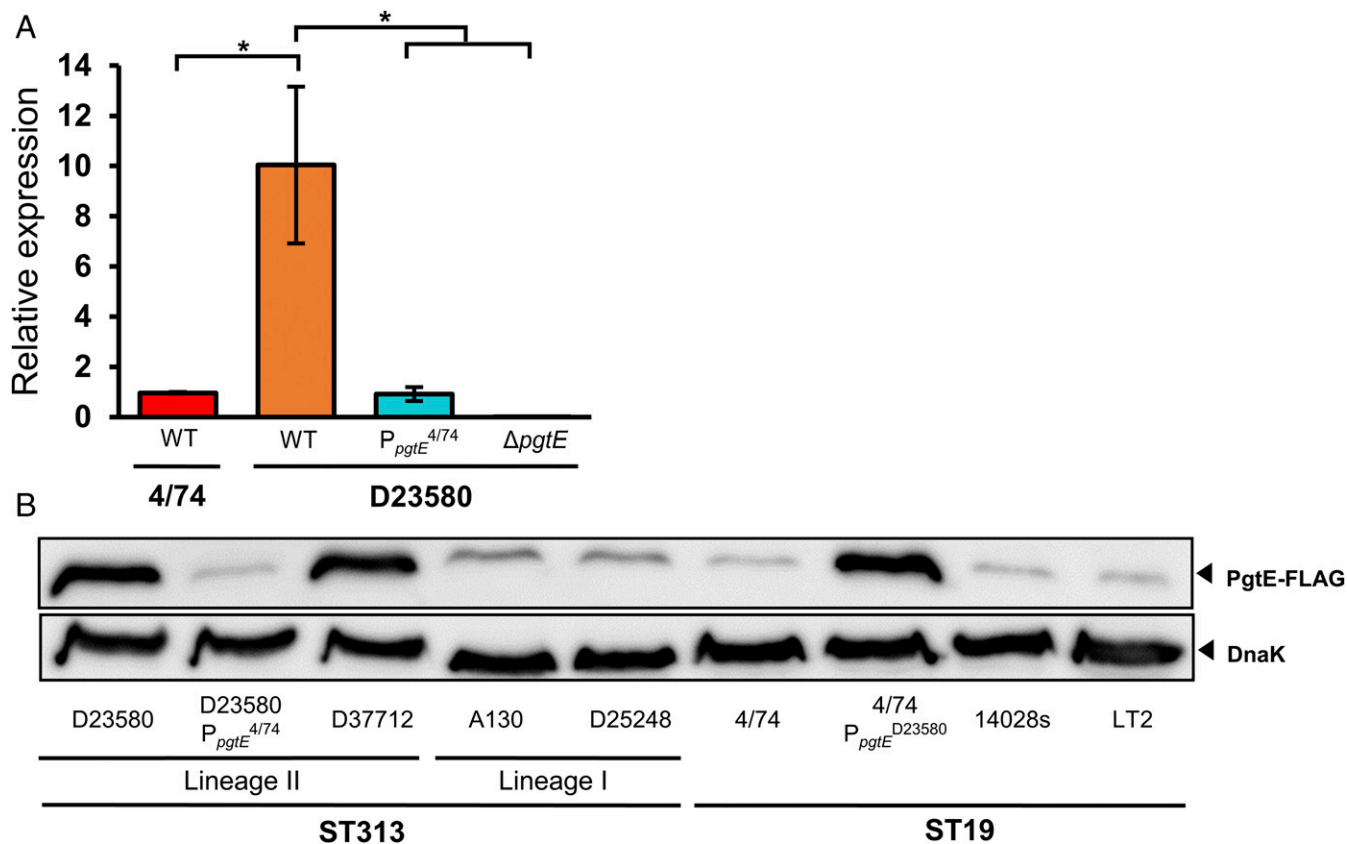 A
*
*
Relative expression
14
12
10
8
6
4
2
0
WT
WT
PpgtE4/74
ΔpgtE
4/74
D23580
B
PgtE-FLAG
DnaK
D23580
D23580
PpgtE4/74
D37712
A130
D25248
4/74
4/74
PpgtED23580
14028s
LT2
Lineage II
Lineage I
ST313
ST19